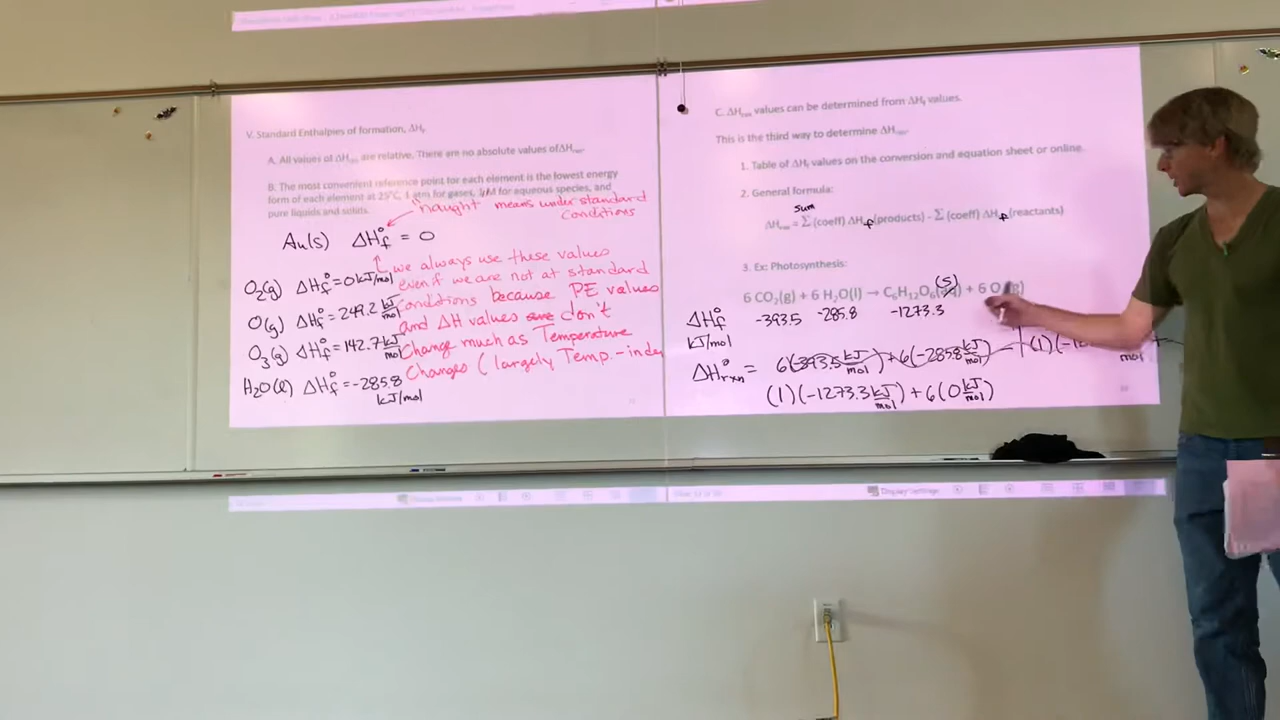 V. Standard Enthalpies of formation, ΔHf
A. All values of ΔHrxn are relative. There are no absolute values of ΔHrxn.
B. The most convenient reference point for each element is the lowest energy
form of each element at 25°C, 1 atm for gases, 1M for aqueous species, and
pure liquids and solids.
naught means under standard
conditions
Au(s) ΔH°f = 0
we always use these values
even if we are not at standard
conditions because PE values
and ΔH values don't
change much as Temperature
Changes (largely Temp.-inde
O₂(g) ΔH°f = 0 kJ/mol
O(g) ΔH°f = 249.2 kJ/mol
O₃(g) ΔH°f = 142.7 kJ/mol
H₂O(l) ΔH°f = -285.8
kJ/mol
C. ΔHrxn values can be determined from ΔHf values.
This is the third way to determine ΔHrxn.
1. Table of ΔHf values on the conversion and equation sheet or online.
2. General formula:
sum
ΔHrxn = Σ (coeff) ΔHf(products) - Σ (coeff) ΔHf(reactants)
3. Ex: Photosynthesis:
(s)
6 CO₂(g) + 6 H₂O(l) → C₆H₁₂O₆ + 6 O
ΔH°f -393.5 -285.8 -1273.3
kJ/mol
ΔH°rxn = 6(-393.5 kJ/mol) + 6(-285.8 kJ/mol)
(1)(-1273.3 kJ/mol) + 6(0 kJ/mol)
Display Settings